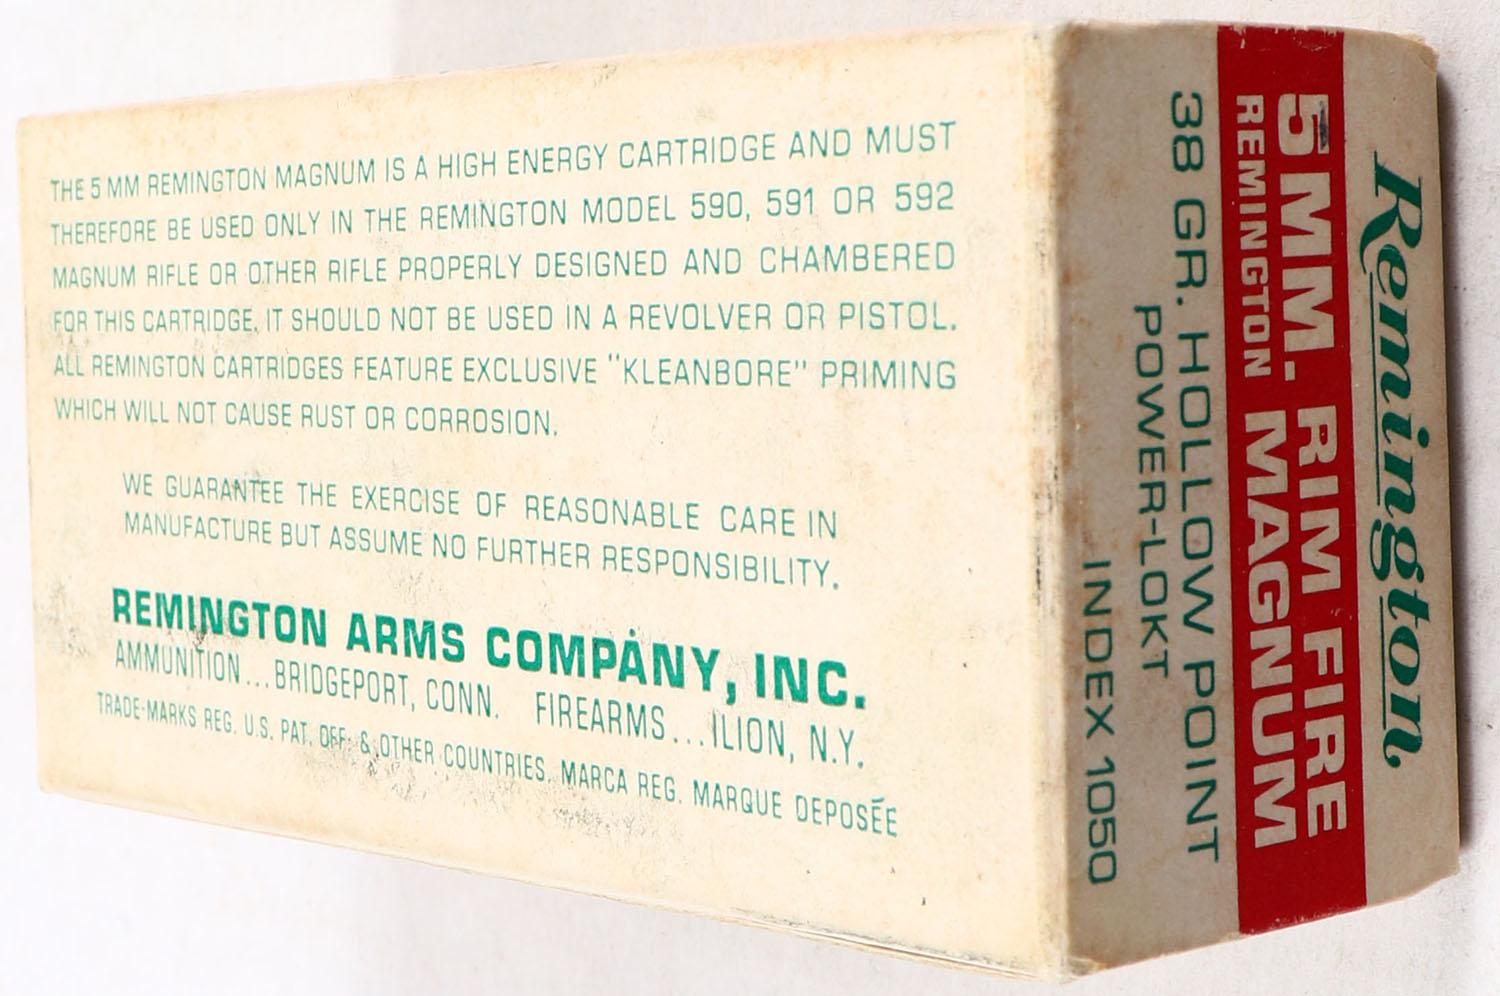 THE 5 MM REMINGTON MAGNUM IS A HIGH ENERGY CARTRIDGE AND MUST
THEREFORE BE USED ONLY IN THE REMINGTON MODEL 590, 591 OR 592
MAGNUM RIFLE OR OTHER RIFLE PROPERLY DESIGNED AND CHAMBERED
FOR THIS CARTRIDGE. IT SHOULD NOT BE USED IN A REVOLVER OR PISTOL.
ALL REMINGTON CARTRIDGES FEATURE EXCLUSIVE "KLEANBORE" PRIMING
WHICH WILL NOT CAUSE RUST OR CORROSION.
WE GUARANTEE THE EXERCISE OF REASONABLE CARE IN
MANUFACTURE BUT ASSUME NO FURTHER RESPONSIBILITY.
REMINGTON ARMS COMPANY, INC.
AMMUNITION...BRIDGEPORT, CONN. FIREARMS...ILION, N.Y.
TRADE-MARKS REG. U.S. PAT. OFF. & OTHER COUNTRIES. MARCA REG. MARQUE DEPOSÉE
Remington
5 MM. RIM FIRE
REMINGTON MAGNUM
38 GR. HOLLOW POINT
POWER-LOKT
INDEX 1050